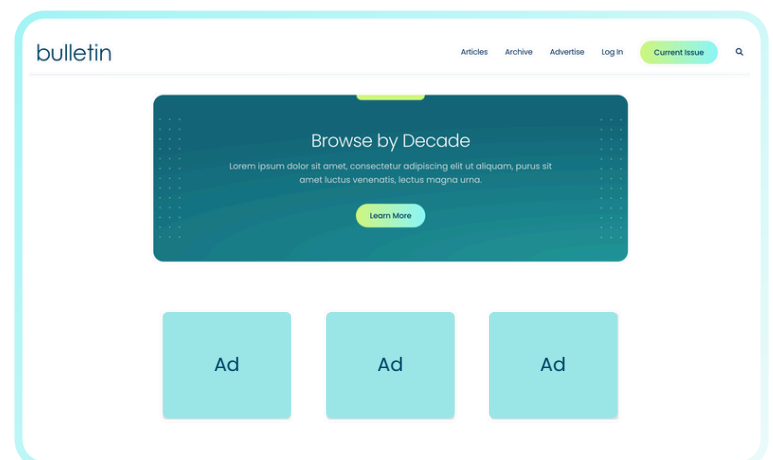 bulletin
Articles Archive Advertise Log In Current Issue
Browse by Decade
Lorem ipsum dolor sit amet, consectetur adipiscing elit ut aliquam, purus sit
amet luctus venenatis, lectus magna urna.
Learn More
Ad Ad Ad